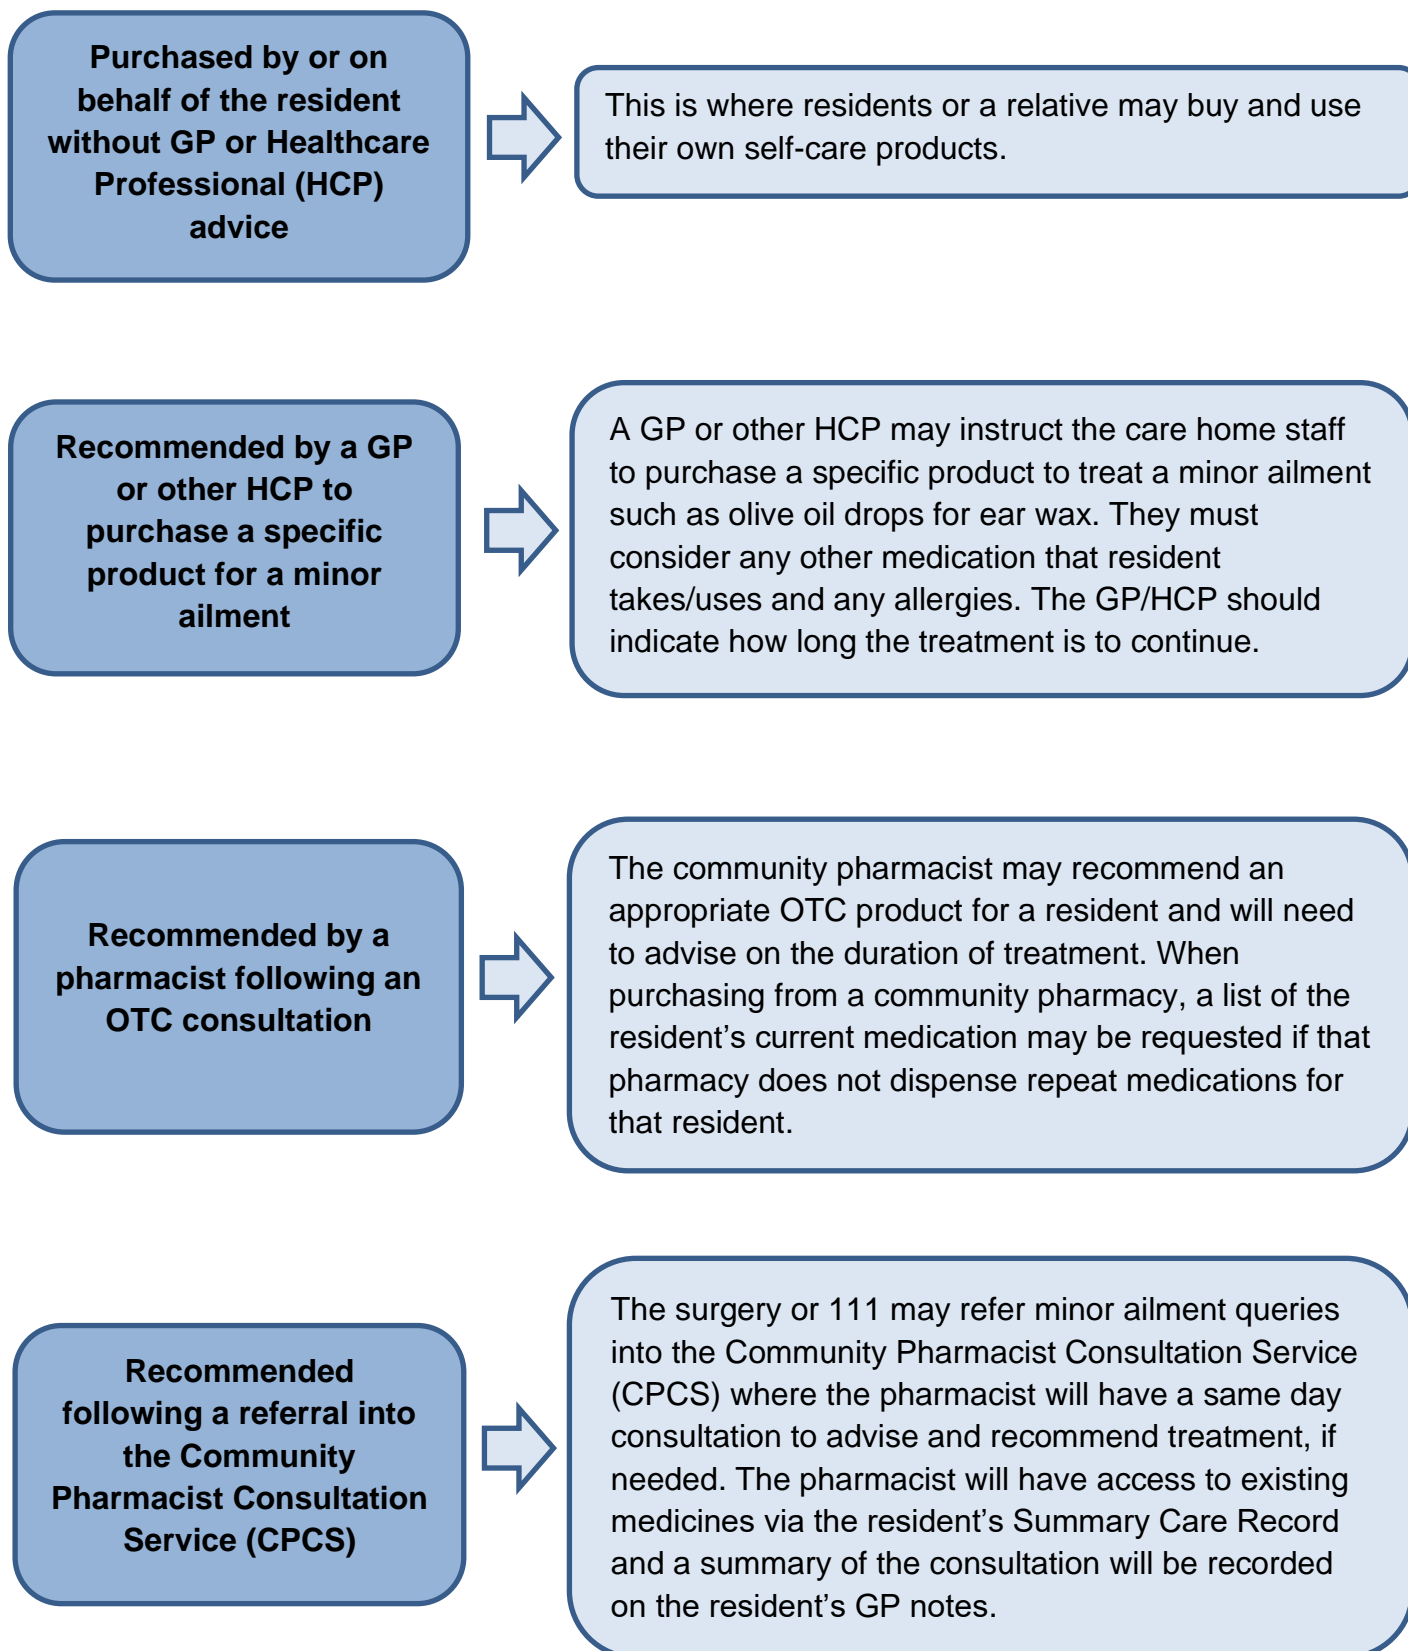 Purchased by or on
behalf of the resident
without GP or Healthcare
Professional (HCP)
advice
This is where residents or a relative may buy and use
their own self-care products.
Recommended by a GP
or other HCP to
purchase a specific
product for a minor
ailment
A GP or other HCP may instruct the care home staff
to purchase a specific product to treat a minor ailment
such as olive oil drops for ear wax. They must
consider any other medication that resident
takes/uses and any allergies. The GP/HCP should
indicate how long the treatment is to continue.
Recommended by a
pharmacist following an
OTC consultation
The community pharmacist may recommend an
appropriate OTC product for a resident and will need
to advise on the duration of treatment. When
purchasing from a community pharmacy, a list of the
resident’s current medication may be requested if that
pharmacy does not dispense repeat medications for
that resident.
Recommended
following a referral into
the Community
Pharmacist Consultation
Service (CPCS)
The surgery or 111 may refer minor ailment queries
into the Community Pharmacist Consultation Service
(CPCS) where the pharmacist will have a same day
consultation to advise and recommend treatment, if
needed. The pharmacist will have access to existing
medicines via the resident’s Summary Care Record
and a summary of the consultation will be recorded
on the resident’s GP notes.